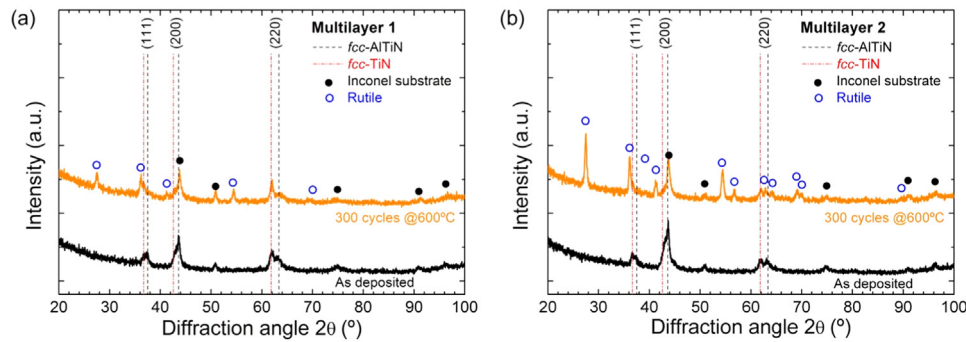 (a)
Multilayer 1
(111)
(200)
(220)
fcc-AlTiN
fcc-TiN
Inconel substrate
Rutile
Intensity (a.u.)
300 cycles @600ºC
As deposited
20 30 40 50 60 70 80 90 100
Diffraction angle 2θ (º)
(b)
Multilayer 2
(111)
(200)
(220)
fcc-AlTiN
fcc-TiN
Inconel substrate
Rutile
Intensity (a.u.)
300 cycles @600ºC
As deposited
20 30 40 50 60 70 80 90 100
Diffraction angle 2θ (º)